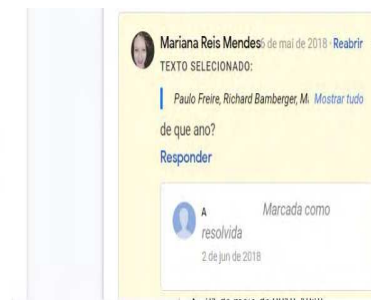 Mariana Reis Mendes 6 de mai de 2018 · Reabrir
TEXTO SELECIONADO:
Paulo Freire, Richard Bamberger, M. Mostrar tudo
de que ano?
Responder
A Marcada como
resolvida
2 de jun de 2018